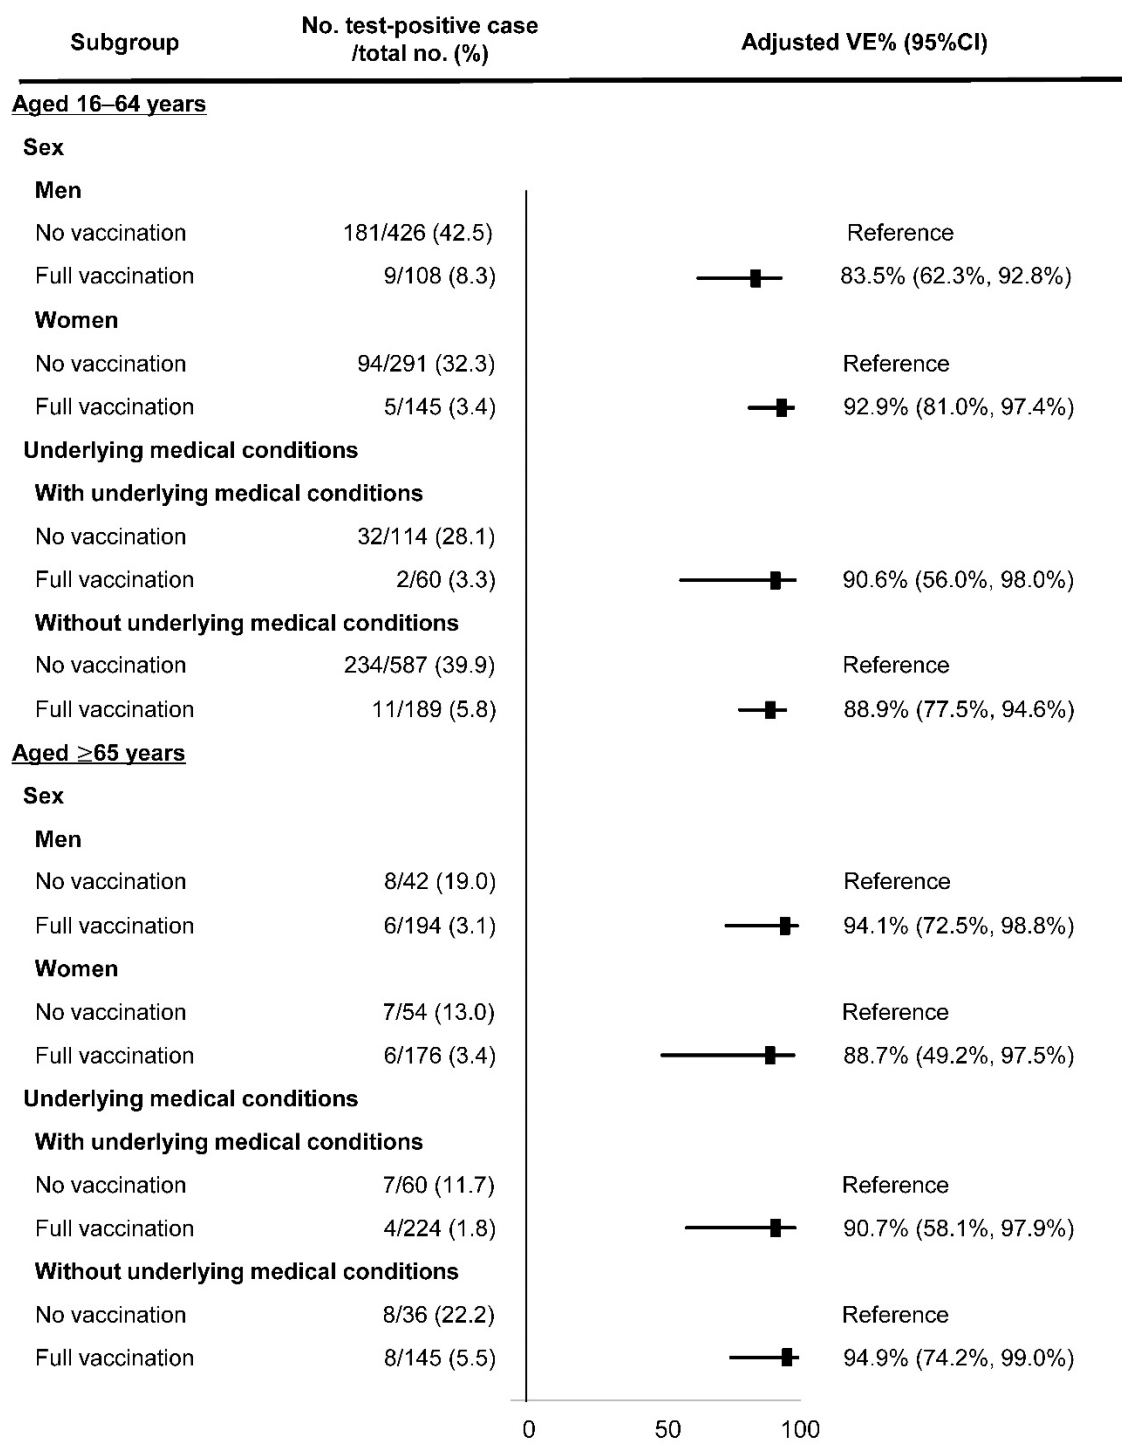 Subgroup No. test-positive case /total no. (%) Adjusted VE% (95%CI)
Aged 16–64 years
Sex
Men
No vaccination 181/426 (42.5) Reference
Full vaccination 9/108 (8.3) 83.5% (62.3%, 92.8%)
Women
No vaccination 94/291 (32.3) Reference
Full vaccination 5/145 (3.4) 92.9% (81.0%, 97.4%)
Underlying medical conditions
With underlying medical conditions
No vaccination 32/114 (28.1)
Full vaccination 2/60 (3.3) 90.6% (56.0%, 98.0%)
Without underlying medical conditions
No vaccination 234/587 (39.9) Reference
Full vaccination 11/189 (5.8) 88.9% (77.5%, 94.6%)
Aged ≥65 years
Sex
Men
No vaccination 8/42 (19.0) Reference
Full vaccination 6/194 (3.1) 94.1% (72.5%, 98.8%)
Women
No vaccination 7/54 (13.0) Reference
Full vaccination 6/176 (3.4) 88.7% (49.2%, 97.5%)
Underlying medical conditions
With underlying medical conditions
No vaccination 7/60 (11.7) Reference
Full vaccination 4/224 (1.8) 90.7% (58.1%, 97.9%)
Without underlying medical conditions
No vaccination 8/36 (22.2) Reference
Full vaccination 8/145 (5.5) 94.9% (74.2%, 99.0%)
0 50 100